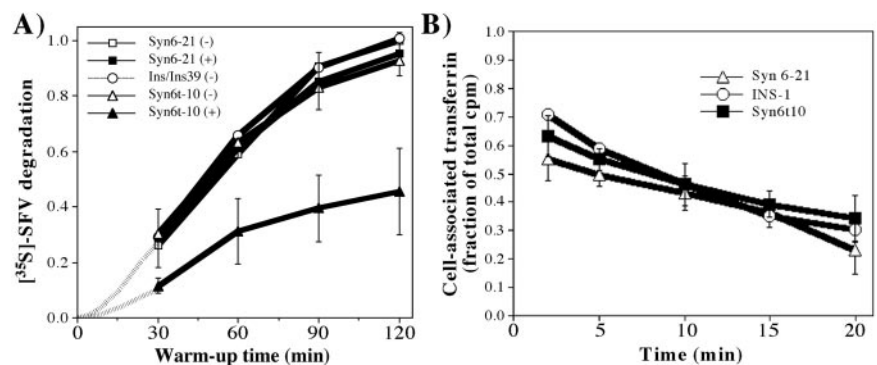 A)
[³⁵S]-SFV degradation
1.0
0.8
0.6
0.4
0.2
0.0
Syn6-21 (-)
Syn6-21 (+)
Ins/Ins39 (-)
Syn6t-10 (-)
Syn6t-10 (+)
0 30 60 90 120
Warm-up time (min)
B)
Cell-associated transferrin
(fraction of total cpm)
1.0
0.9
0.8
0.7
0.6
0.5
0.4
0.3
0.2
0.1
0
Syn 6-21
INS-1
Syn6t10
0 5 10 15 20
Time (min)